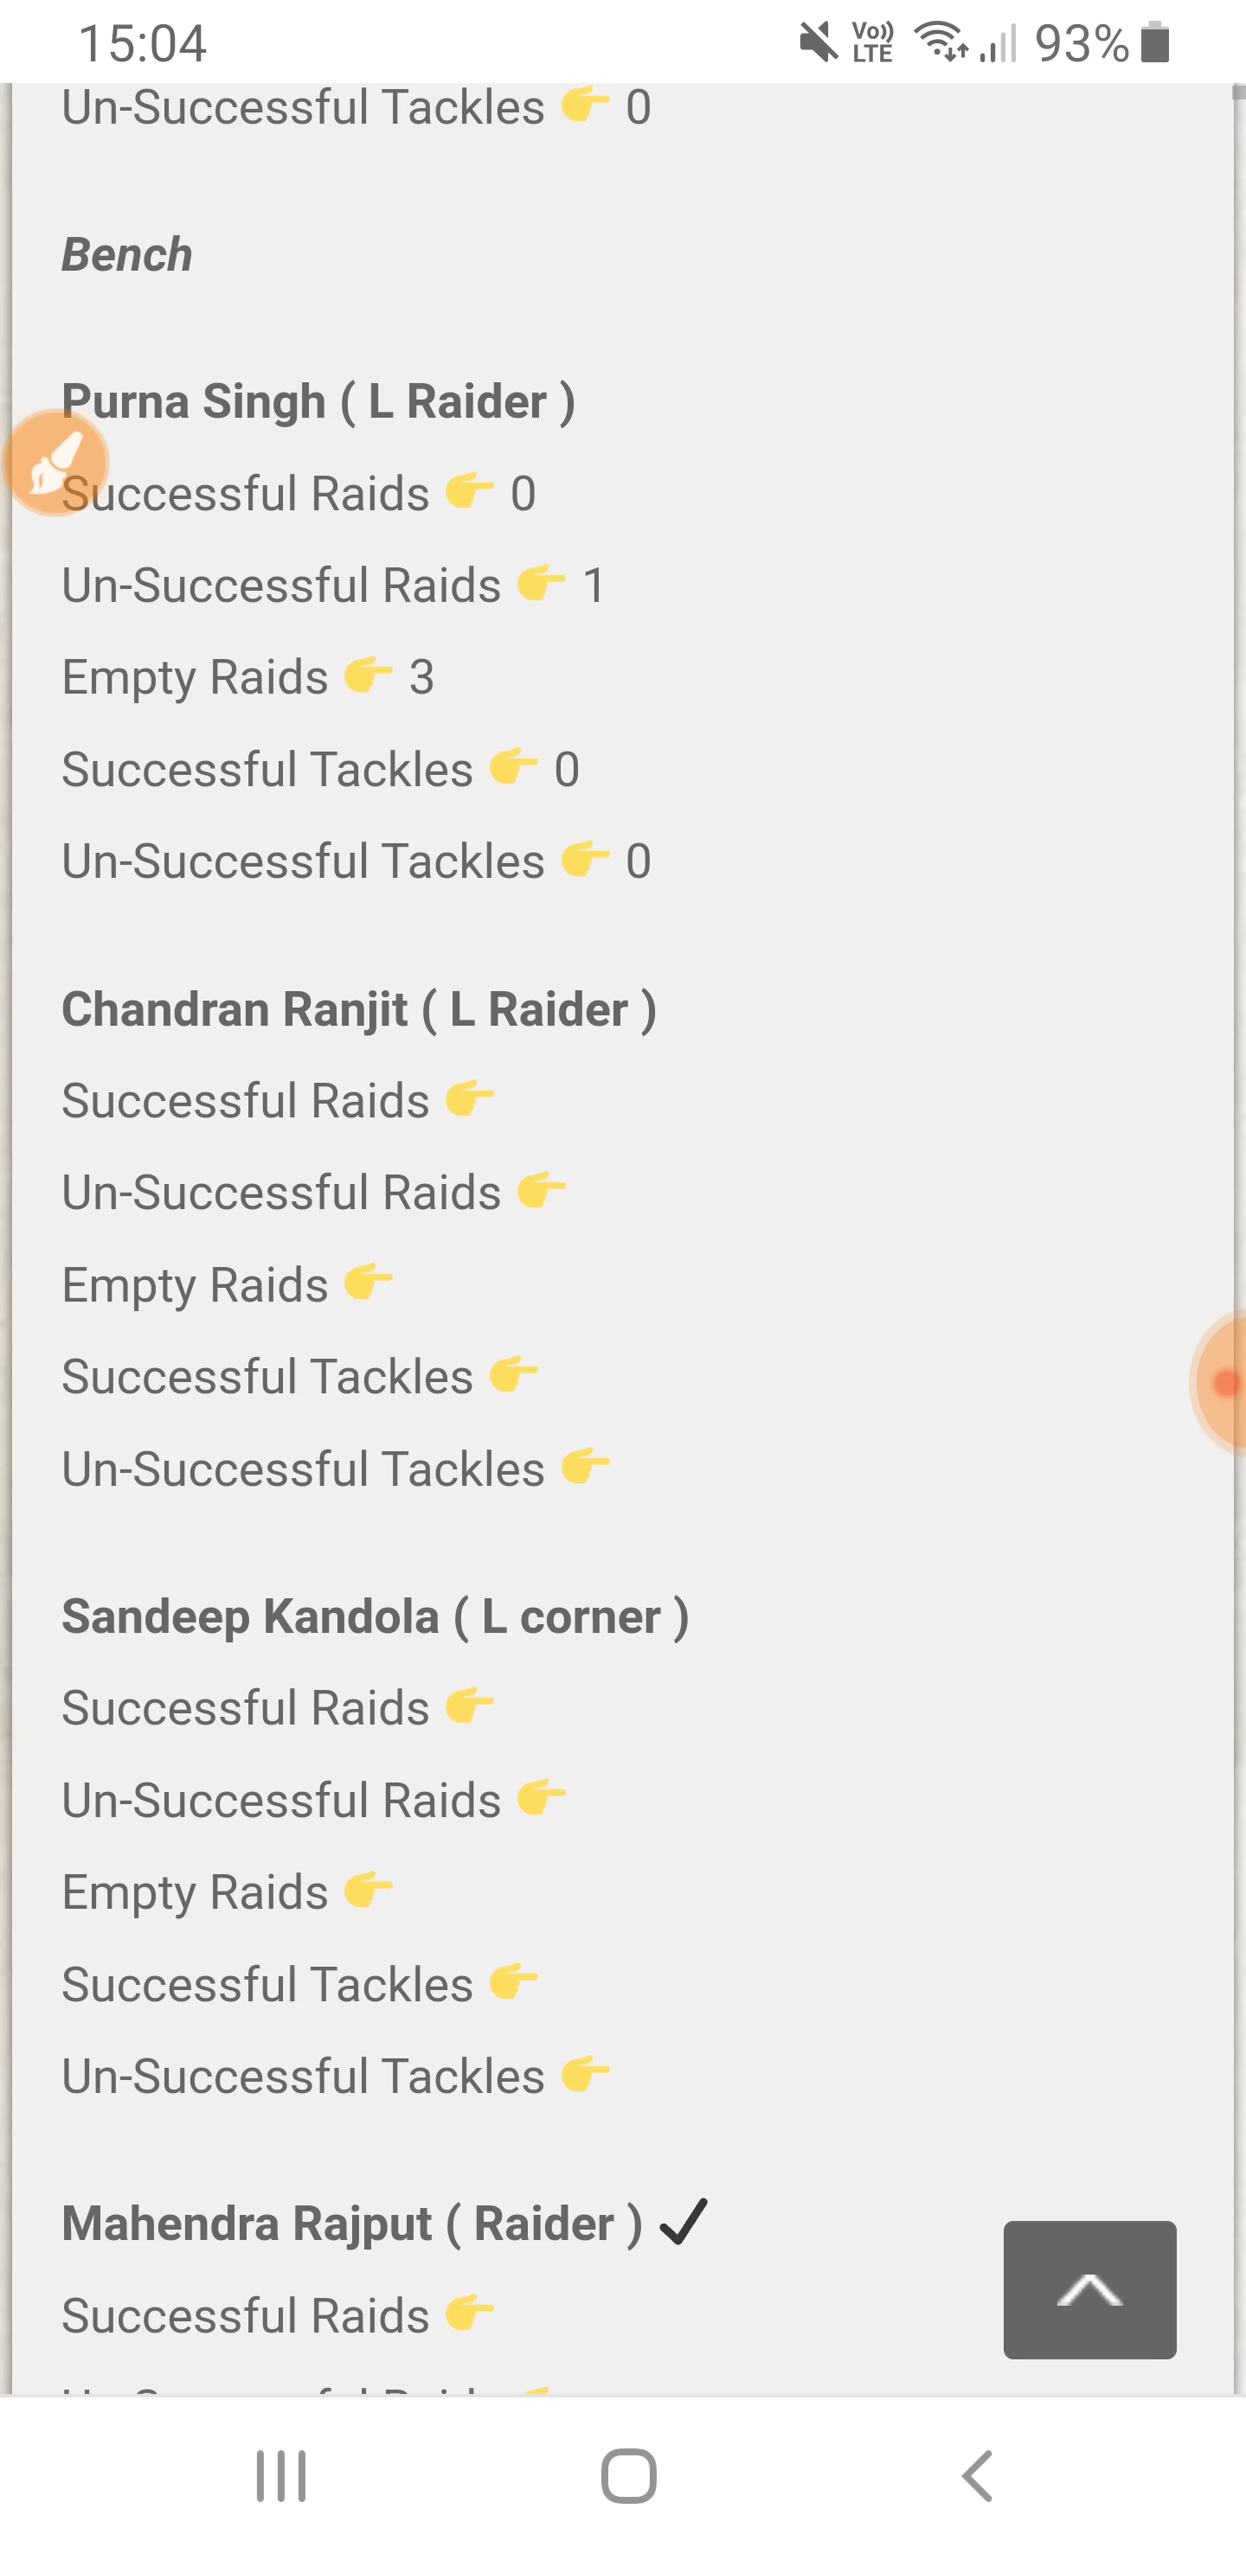 15:04 Vo)) LTE 93%
Un-Successful Tackles 👉 0
Bench
Purna Singh ( L Raider )
Successful Raids 👉 0
Un-Successful Raids 👉 1
Empty Raids 👉 3
Successful Tackles 👉 0
Un-Successful Tackles 👉 0
Chandran Ranjit ( L Raider )
Successful Raids 👉
Un-Successful Raids 👉
Empty Raids 👉
Successful Tackles 👉
Un-Successful Tackles 👉
Sandeep Kandola ( L corner )
Successful Raids 👉
Un-Successful Raids 👉
Empty Raids 👉
Successful Tackles 👉
Un-Successful Tackles 👉
Mahendra Rajput ( Raider ) ✔
Successful Raids 👉